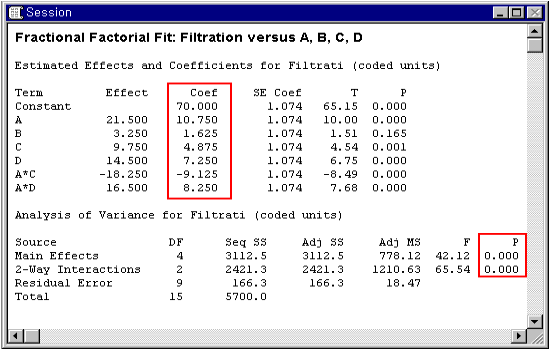 Session
Fractional Factorial Fit: Filtration versus A, B, C, D
Estimated Effects and Coefficients for Filtrati (coded units)
Term Effect Coef SE Coef T P
Constant 70.000 1.074 65.15 0.000
A 21.500 10.750 1.074 10.00 0.000
B 3.250 1.625 1.074 1.51 0.165
C 9.750 4.875 1.074 4.54 0.001
D 14.500 7.250 1.074 6.75 0.000
A*C -18.250 -9.125 1.074 -8.49 0.000
A*D 16.500 8.250 1.074 7.68 0.000
Analysis of Variance for Filtrati (coded units)
Source DF Seq SS Adj SS Adj MS F P
Main Effects 4 3112.5 3112.5 778.12 42.12 0.000
2-Way Interactions 2 2421.3 2421.3 1210.63 65.54 0.000
Residual Error 9 166.3 166.3 18.47
Total 15 5700.0